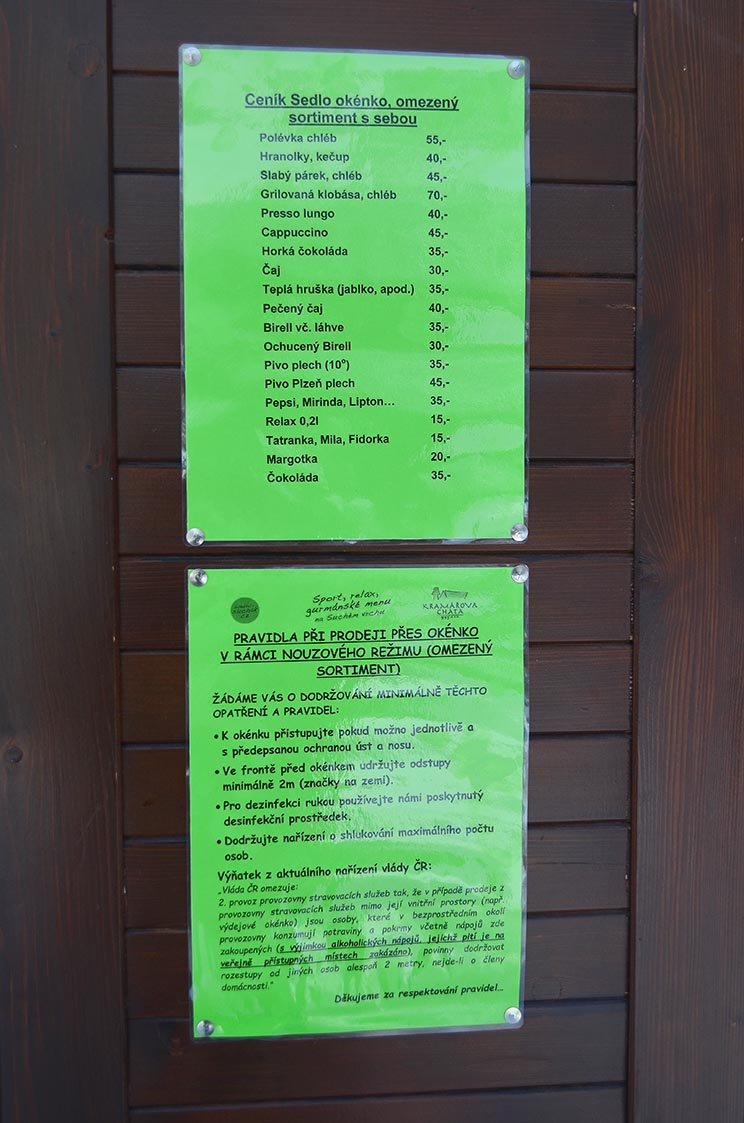 Ceník Sedlo okénko, omezený
sortiment s sebou
Polévka chléb 55,-
Hranolky, kečup 40,-
Slabý párek, chléb 45,-
Grilovaná klobása, chléb 70,-
Presso lungo 40,-
Cappuccino 45,-
Horká čokoláda 35,-
Čaj 30,-
Teplá hruška (jablko, apod.) 35,-
Pečený čaj 40,-
Birell vč. láhve 35,-
Ochucený Birell 30,-
Pivo plech (10°) 35,-
Pivo Plzeň plech 45,-
Pepsi, Mirinda, Lipton... 35,-
Relax 0,2l 15,-
Tatranka, Mila, Fidorka 15,-
Margotka 20,-
Čokoláda 35,-
Sport, relax,
gurmánské menu
na Suchém vrchu
KRAMÁŘOVA
CHATA
PRAVIDLA PŘI PRODEJI PŘES OKÉNKO
V RÁMCI NOUZOVÉHO REŽIMU (OMEZENÝ
SORTIMENT)
ŽÁDÁME VÁS O DODRŽOVÁNÍ MINIMÁLNĚ TĚCHTO
OPATŘENÍ A PRAVIDEL:
• K okénku přistupujte pokud možno jednotlivě a
s předepsanou ochranou úst a nosu.
• Ve frontě před okénkem udržujte odstupy
minimálně 2m (značky na zemi).
• Pro dezinfekci rukou používejte námi poskytnutý
desinfekční prostředek.
• Dodržujte nařízení o shlukování maximálního počtu
osob.
Výňatek z aktuálního nařízení vlády ČR:
„Vláda ČR omezuje:
2. provoz provozovny stravovacích služeb tak, že v případě prodeje z
provozovny stravovacích služeb mimo její vnitřní prostory (např.
výdejové okénko) jsou osoby, které v bezprostředním okolí
provozovny konzumují potraviny a pokrmy včetně nápojů zde
zakoupených (s výjimkou alkoholických nápojů, jejichž pití je na
veřejně přístupných místech zakázáno), povinny dodržovat
rozestupy od jiných osob alespoň 2 metry, nejde-li o členy
domácnosti."
Děkujeme za respektování pravidel...